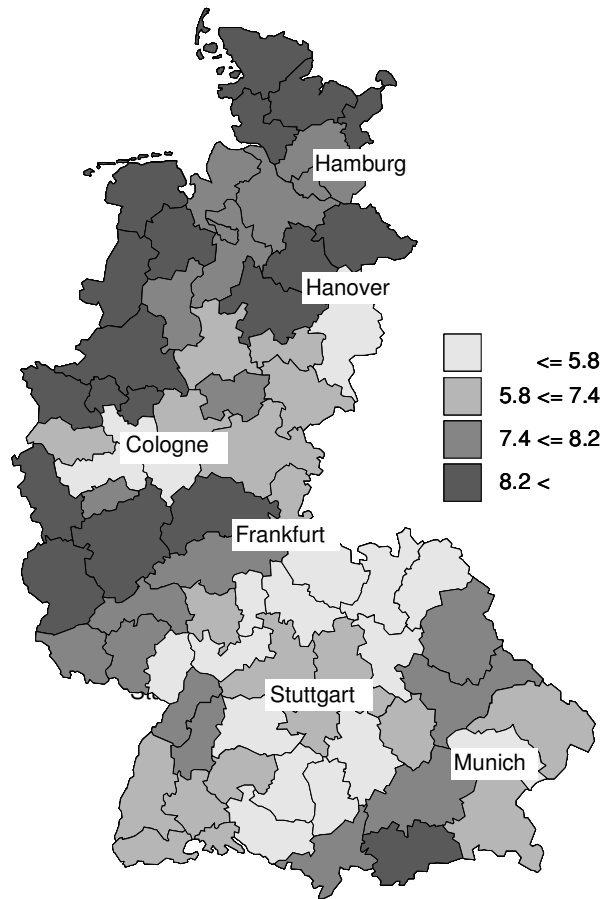 Hamburg
Hanover
<= 5.8
5.8 <= 7.4
7.4 <= 8.2
8.2 <
Cologne
Frankfurt
Stuttgart
Munich